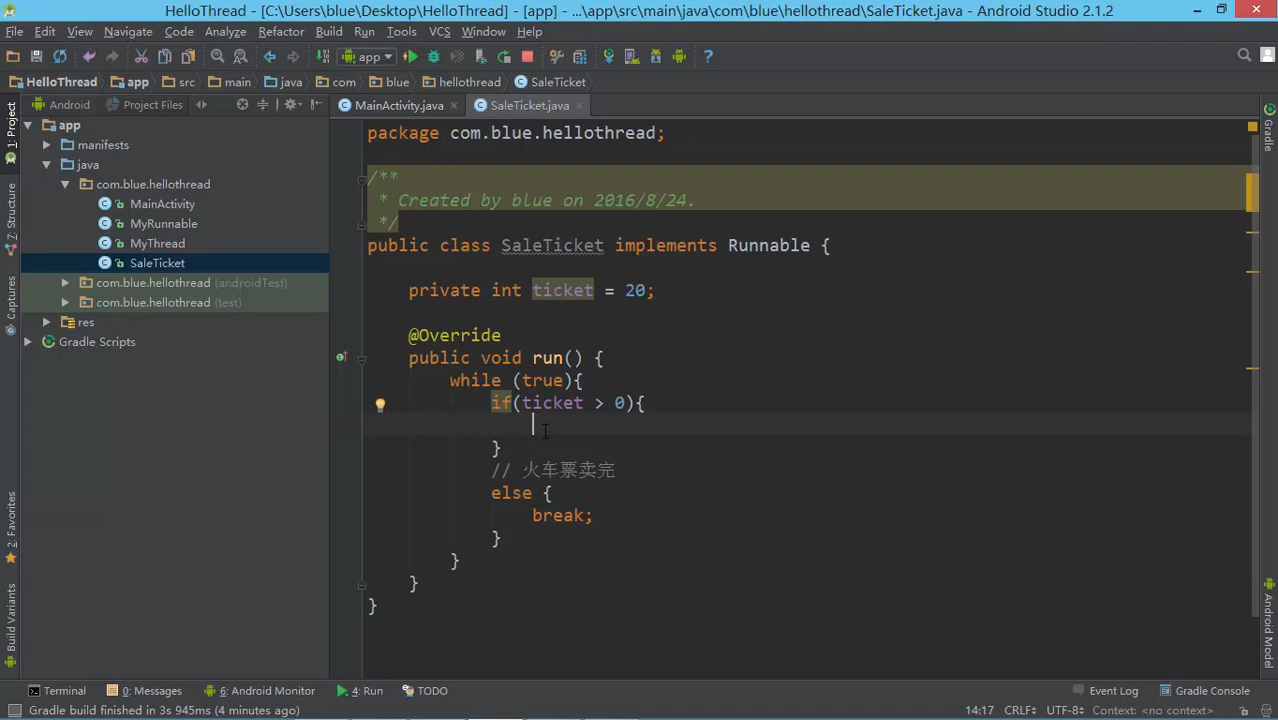 HelloThread - [C:\Users\blue\Desktop\HelloThread] - [app] - ...\app\src\main\java\com\blue\hellothread\SaleTicket.java - Android Studio 2.1.2
File Edit View Navigate Code Analyze Refactor Build Run Tools VCS Window Help
app
HelloThread app src main java com blue hellothread SaleTicket
Android Project Files
MainActivity.java SaleTicket.java
1: Project
7: Structure
Captures
2: Favorites
Build Variants
app
manifests
java
com.blue.hellothread
MainActivity
MyRunnable
MyThread
SaleTicket
com.blue.hellothread (androidTest)
com.blue.hellothread (test)
res
Gradle Scripts
package com.blue.hellothread;
/**
* Created by blue on 2016/8/24.
*/
public class SaleTicket implements Runnable {
private int ticket = 20;
@Override
public void run() {
while (true){
if(ticket > 0){
}
// 火车票卖完
else {
break;
}
}
}
}
Gradle
Android Model
Terminal 0: Messages 6: Android Monitor 4: Run TODO Event Log Gradle Console
Gradle build finished in 3s 945ms (4 minutes ago) 14:17 CRLF÷ UTF-8÷ Context: <no context>